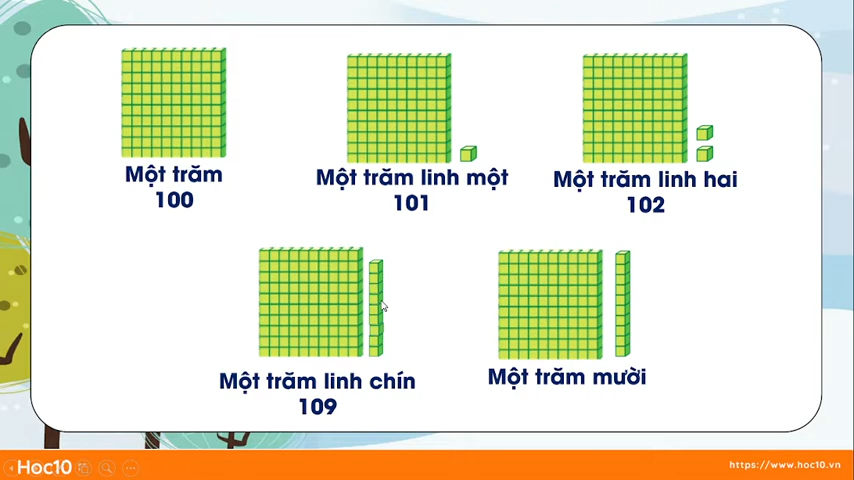 Một trăm
100
Một trăm linh một
101
Một trăm linh hai
102
Một trăm linh chín
109
Một trăm mười
Hoc10
https://www.hoc10.vn